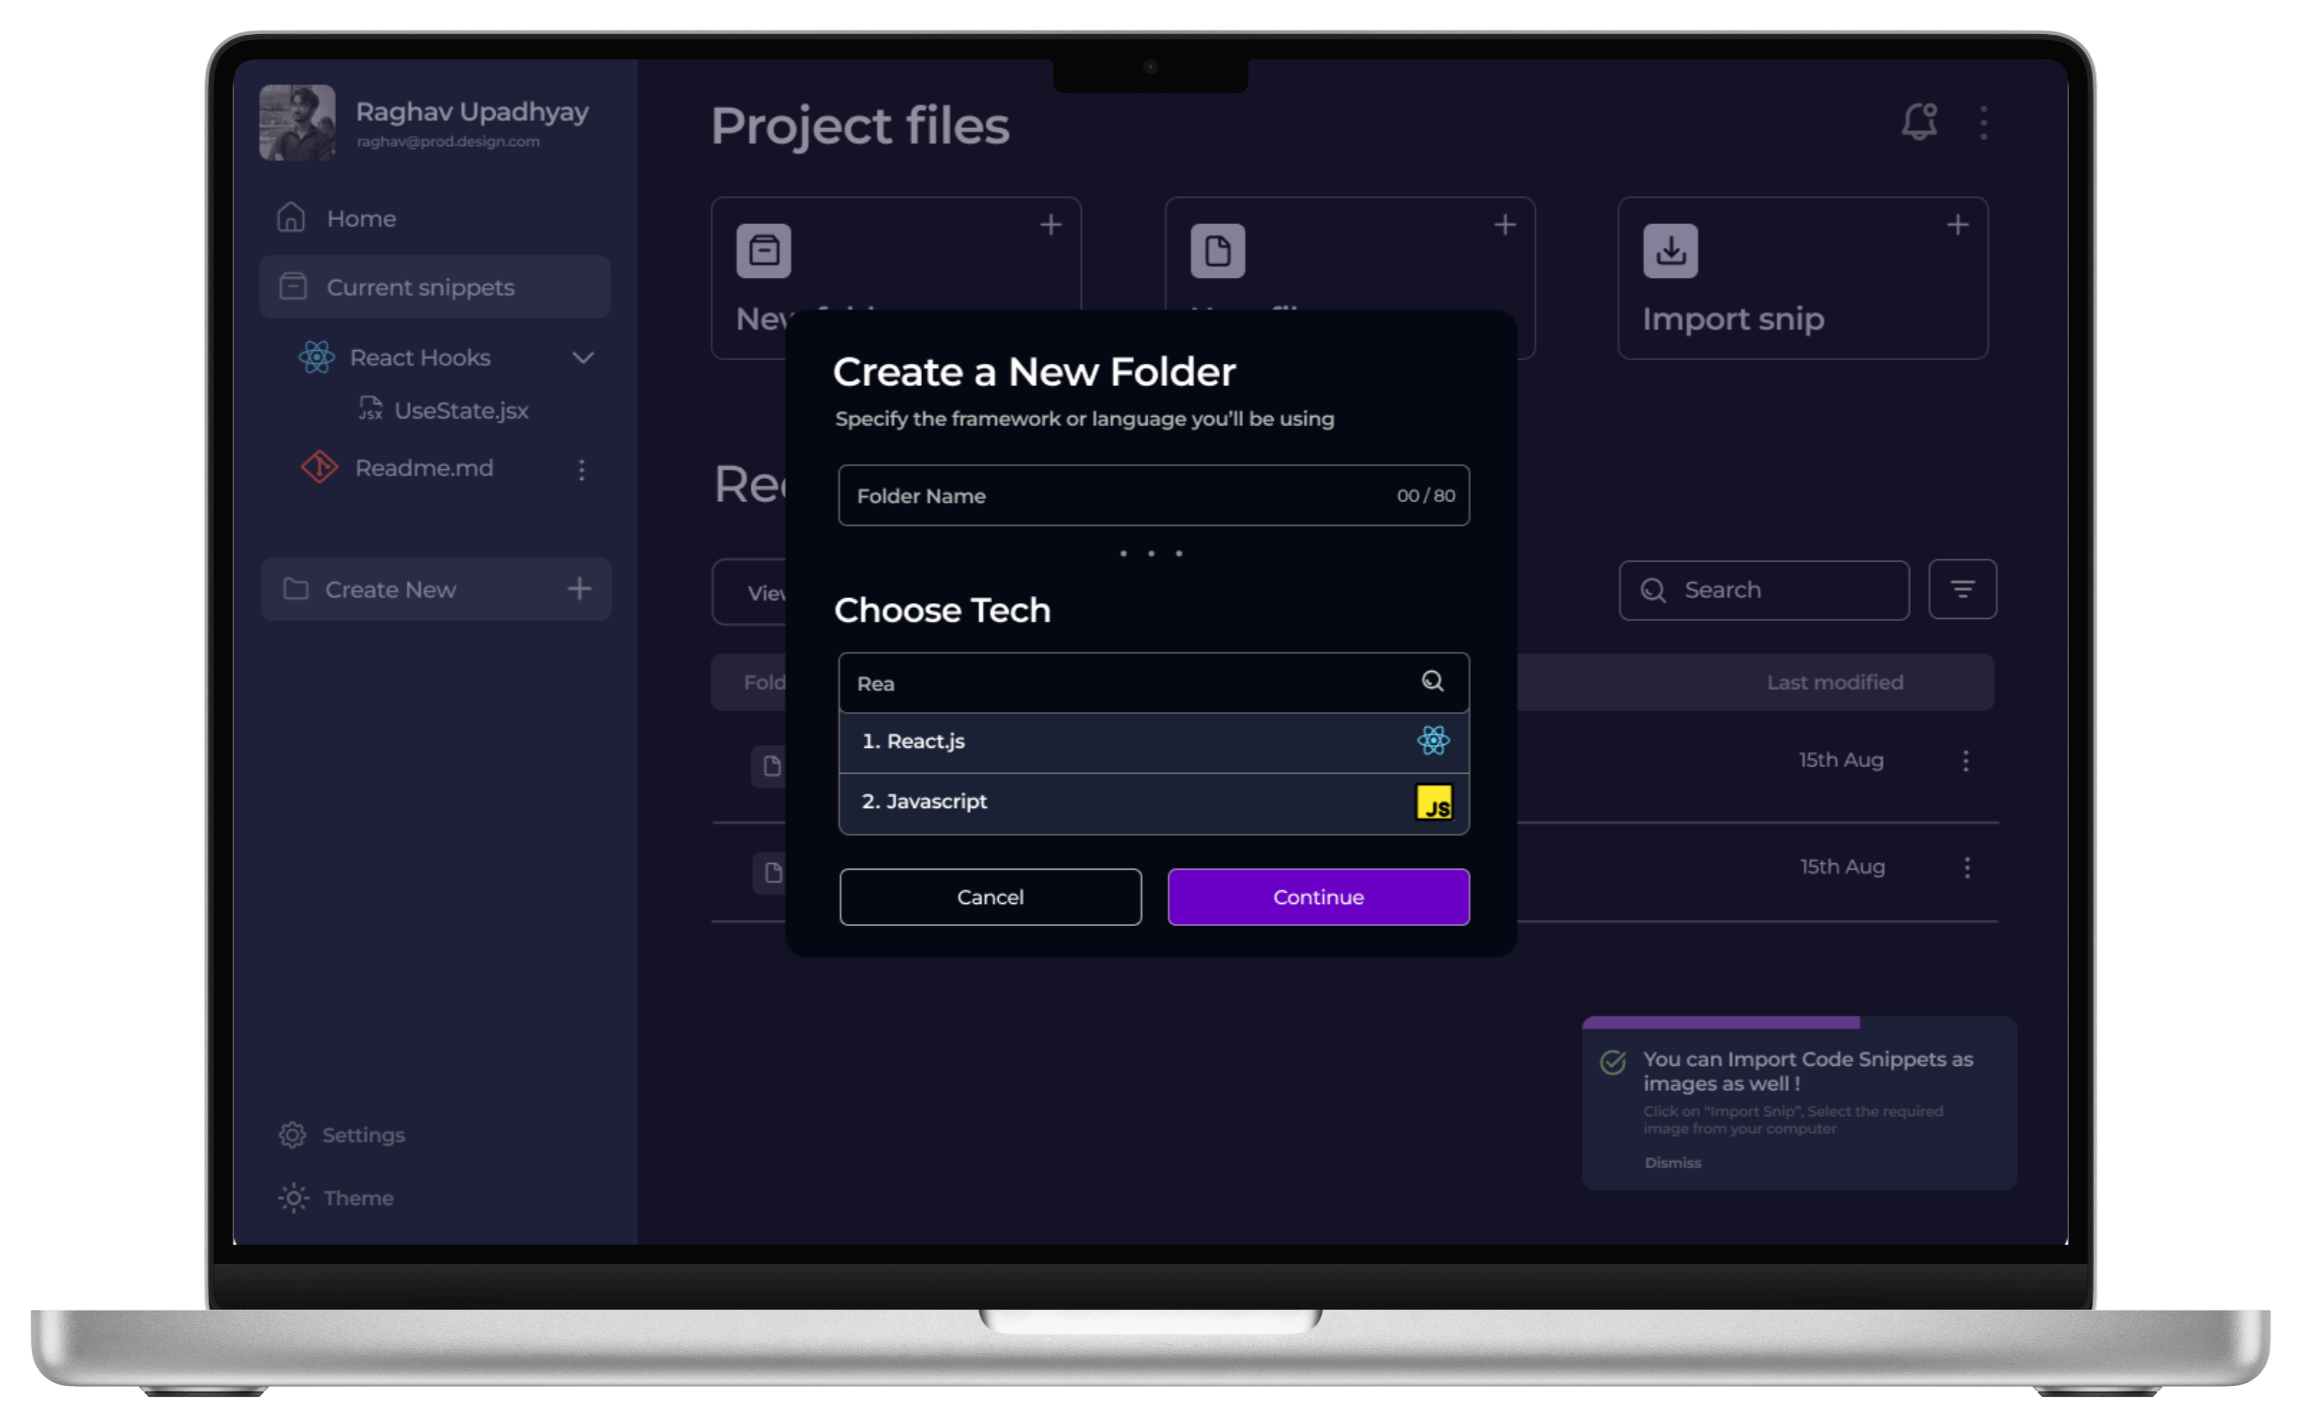 Raghav Upadhyay
raghav@prod.design.com
Home
Current snippets
React Hooks
JSX UseState.jsx
Readme.md
Create New
Settings
Theme
Project files
Import snip
Create a New Folder
Specify the framework or language you'll be using
Folder Name 00 / 80
Choose Tech
Rea
1. React.js
2. Javascript JS
Cancel Continue
Search
Last modified
15th Aug
15th Aug
You can Import Code Snippets as
images as well !
Click on “Import Snip”, Select the required
image from your computer
Dismiss